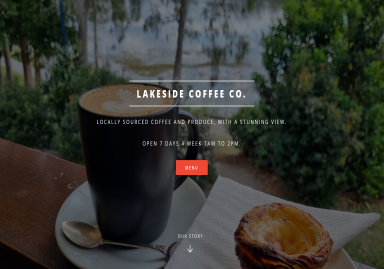 LAKESIDE COFFEE CO.
LOCALLY SOURCED COFFEE AND PRODUCE, WITH A STUNNING VIEW.
OPEN 7 DAYS A WEEK 7AM TO 2PM.
MENU
OUR STORY